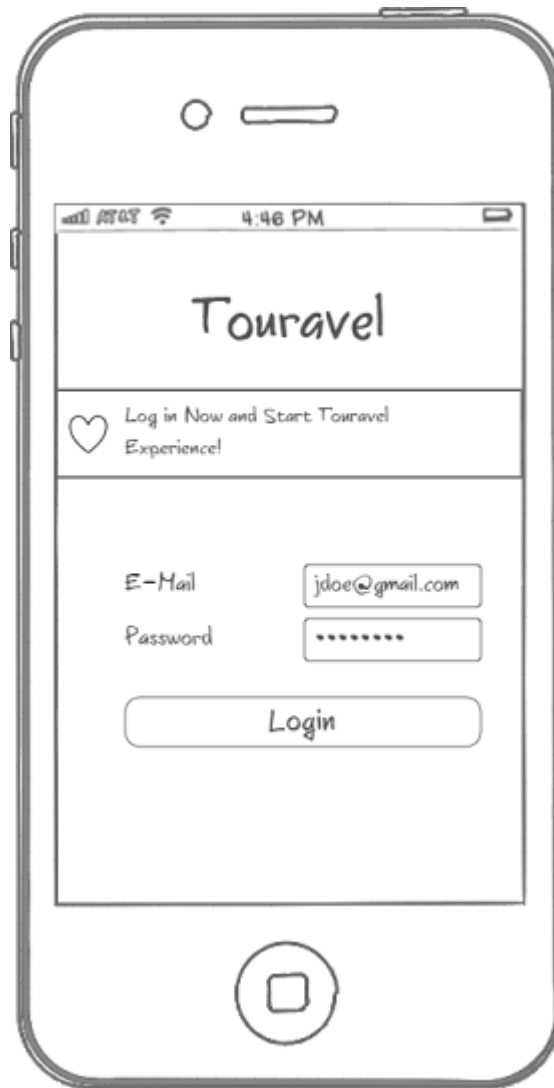 AT&T 4:46 PM
Touravel
Log in Now and Start Touravel
Experience!
E-Mail jdoe@gmail.com
Password ••••••••
Login